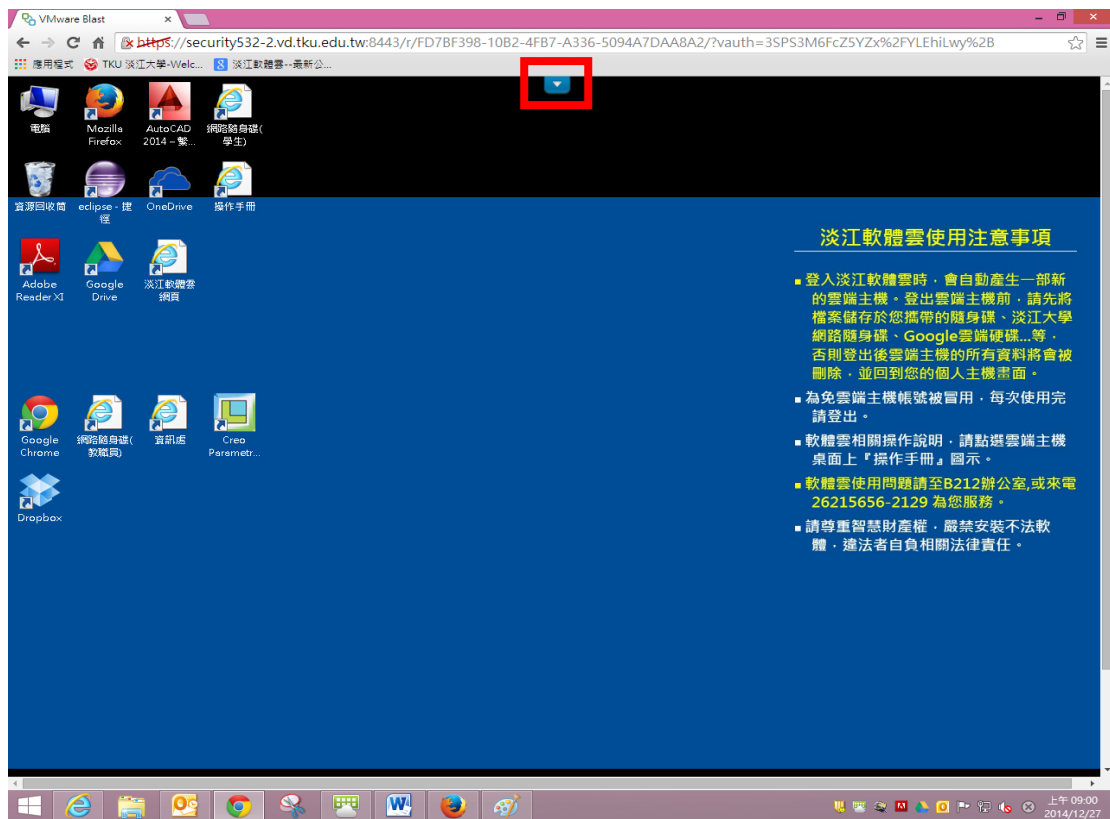 VMware Blast
https://security532-2.vd.tku.edu.tw:8443/r/FD7BF398-10B2-4FB7-A336-5094A7DAA8A2/?vauth=3SPS3M6FcZ5YZx%2FYLEhiLwy%2B
應用程式 TKU 淡江大學-Welc... 淡江軟體雲--最新公...
電腦
Mozilla
Firefox
AutoCAD
2014 – 繁...
網路隨身碟(
學生)
資源回收筒
eclipse - 捷
徑
OneDrive
操作手冊
Adobe
Reader XI
Google
Drive
淡江軟體雲
網頁
Google
Chrome
網路隨身碟(
教職員)
資訊處
Creo
Parametr...
Dropbox
淡江軟體雲使用注意事項
登入淡江軟體雲時，會自動產生一部新
的雲端主機。登出雲端主機前，請先將
檔案儲存於您攜帶的隨身碟、淡江大學
網路隨身碟、Google雲端硬碟...等，
否則登出後雲端主機的所有資料將會被
刪除，並回到您的個人主機畫面。
為免雲端主機帳號被冒用，每次使用完
請登出。
軟體雲相關操作說明，請點選雲端主機
桌面上『操作手冊』圖示。
軟體雲使用問題請至B212辦公室,或來電
26215656-2129 為您服務。
請尊重智慧財產權，嚴禁安裝不法軟
體，違法者自負相關法律責任。
上午 09:00
2014/12/27